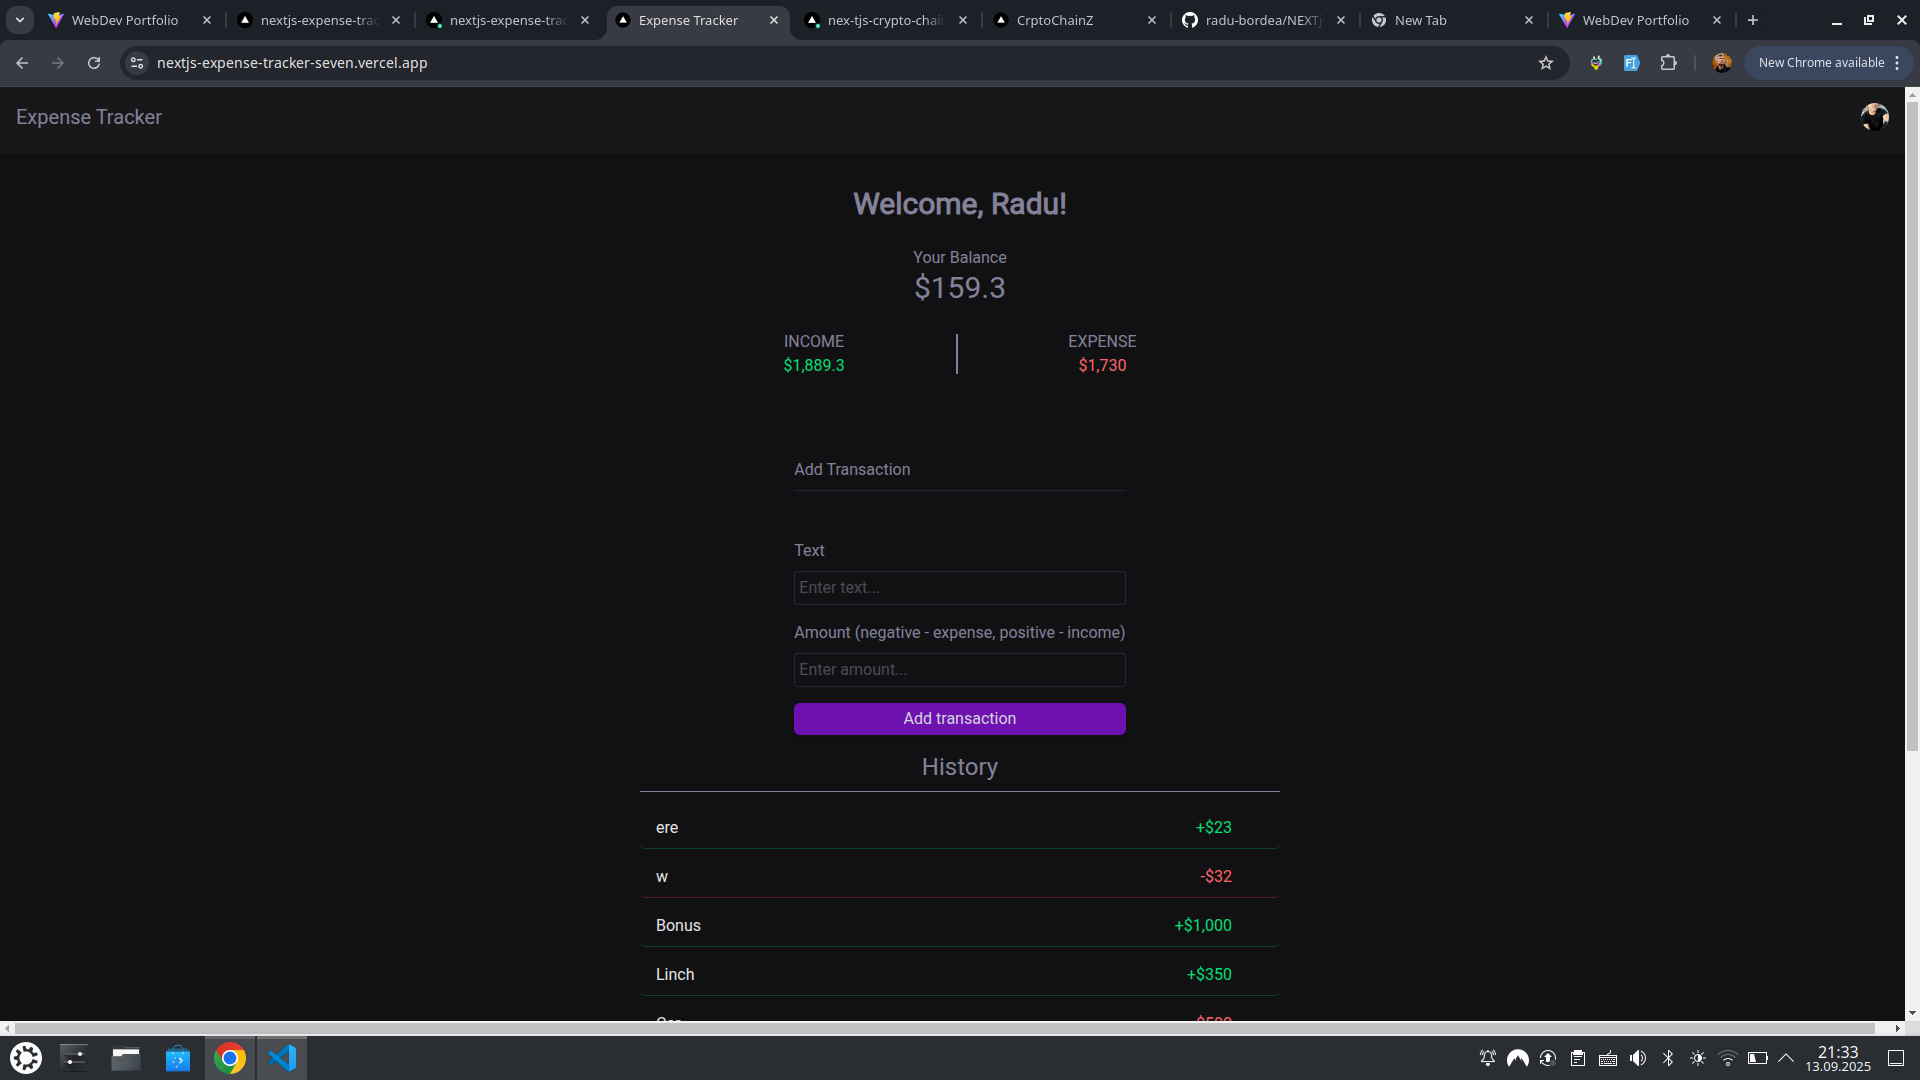 WebDev Portfolio
nextjs-expense-trac
nextjs-expense-trac
Expense Tracker
nex-tjs-crypto-chain
CrptoChainZ
radu-bordea/NEXTj
New Tab
WebDev Portfolio
nextjs-expense-tracker-seven.vercel.app
New Chrome available
Expense Tracker
Welcome, Radu!
Your Balance
$159.3
INCOME
EXPENSE
$1,889.3
$1,730
Add Transaction
Text
Enter text...
Amount (negative - expense, positive - income)
Enter amount...
Add transaction
History
ere +$23
w -$32
Bonus +$1,000
Linch +$350
21:33
13.09.2025